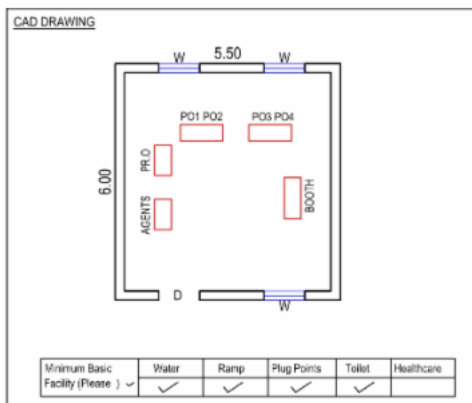 CAD DRAWING
W 5.50 W
PO1 PO2 PO3 PO4
PR.O
6.00
AGENTS
BOOTH
D
W
Minimum Basic Water Ramp Plug Points Toilet Healthcare
Facility (Please ) ✓ ✓ ✓ ✓ ✓